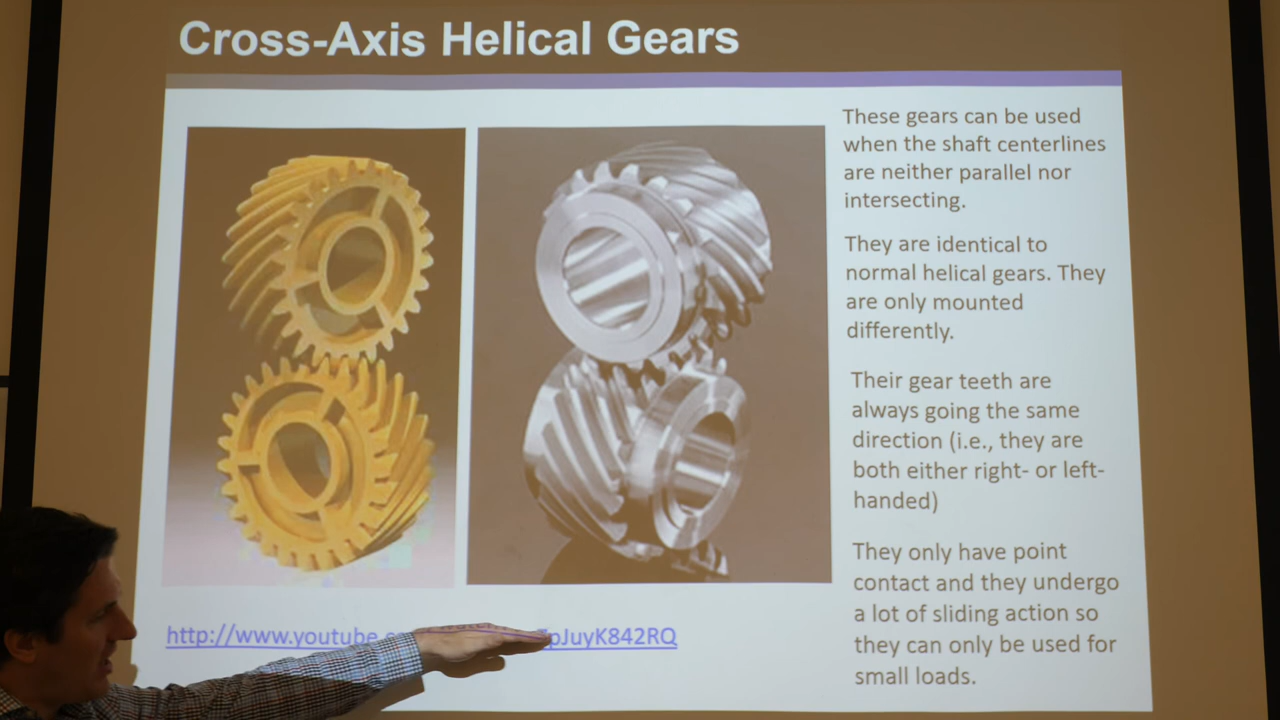 Cross-Axis Helical Gears
These gears can be used
when the shaft centerlines
are neither parallel nor
intersecting.
They are identical to
normal helical gears. They
are only mounted
differently.
Their gear teeth are
always going the same
direction (i.e., they are
both either right- or left-
handed)
They only have point
contact and they undergo
a lot of sliding action so
they can only be used for
small loads.
http://www.youtube. pJuyK842RQ